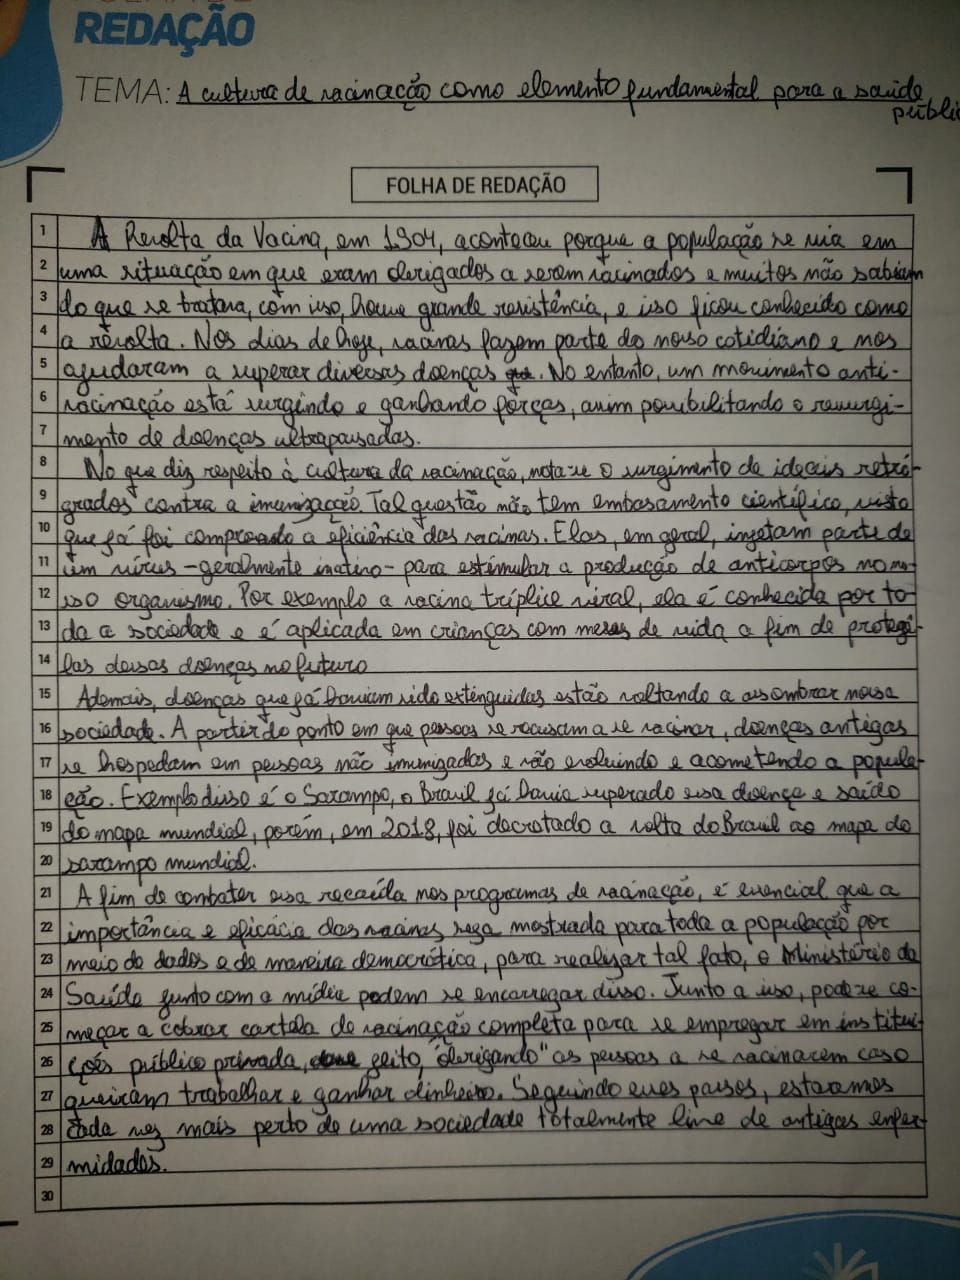 REDAÇÃO
TEMA: A cultura de vacinação como elemento fundamental para a saúde
públic
FOLHA DE REDAÇÃO
1 A Revolta da Vacina, em 1904, aconteceu porque a população se via em
2 uma situação em que eram obrigados a serem vacinados e muitos não sabiam
3 do que se tratava, com isso, houve grande resistência, e isso ficou conhecido como
4 a revolta. Nos dias de hoje, vacinas fazem parte do nosso cotidiano e nos
5 ajudaram a superar diversas doenças que. No entanto, um movimento anti-
6 vacinação está surgindo e ganhando forças, assim possibilitando o ressurgi-
7 mento de doenças ultrapassadas.
8 No que diz respeito à cultura da vacinação, nota-se o surgimento de ideais retró-
9 grados contra a imunização. Tal questão não tem embasamento científico, visto
10 que já foi comprovado a eficiência das vacinas. Elas, em geral, injetam parte de
11 um vírus -geralmente inativo- para estimular a produção de anticorpos no nos
12 so organismo. Por exemplo a vacina tríplice viral, ela é conhecida por to-
13 da a sociedade e é aplicada em crianças com meses de vida a fim de protegê-
14 las dessas doenças no futuro
15 Ademais, doenças que já haviam sido extinguidas estão voltando a assombrar nossa
16 sociedade. A partir do ponto em que pessoas se recusam a se vacinar, doenças antigas
17 se hospedam em pessoas não imunizadas e vão evoluindo e acometendo a popula-
18 ção. Exemplo disso é o Sarampo, o Brasil já havia superado essa doença e saído
19 do mapa mundial, porém, em 2018, foi decretado a volta do Brasil ao mapa do
20 sarampo mundial.
21 A fim de combater essa recaída nos programas de vacinação, é essencial que a
22 importância e eficácia das vacinas seja mostrada para toda a população por
23 meio de dados e de maneira democrática, para realizar tal fato, o Ministério da
24 Saúde junto com a mídia podem se encarregar disso. Junto a isso, pode-se co-
25 meçar a cobrar cartela de vacinação completa para se empregar em institui-
26 ções público privada, jeito, "obrigando" as pessoas a se vacinarem caso
27 queiram trabalhar e ganhar dinheiro. Seguindo esses passos, estaremos
28 cada vez mais perto de uma sociedade totalmente livre de antigas enfer-
29 midades.
30